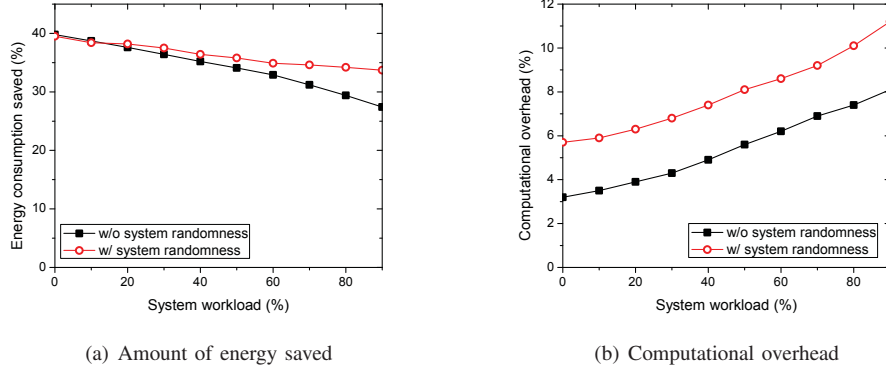 40
30
20
10
0
Energy consumption saved (%)
w/o system randomness
w/ system randomness
0 20 40 60 80
System workload (%)
(a) Amount of energy saved
12
10
8
6
4
2
0
Computational overhead (%)
w/o system randomness
w/ system randomness
0 20 40 60 80
System workload (%)
(b) Computational overhead